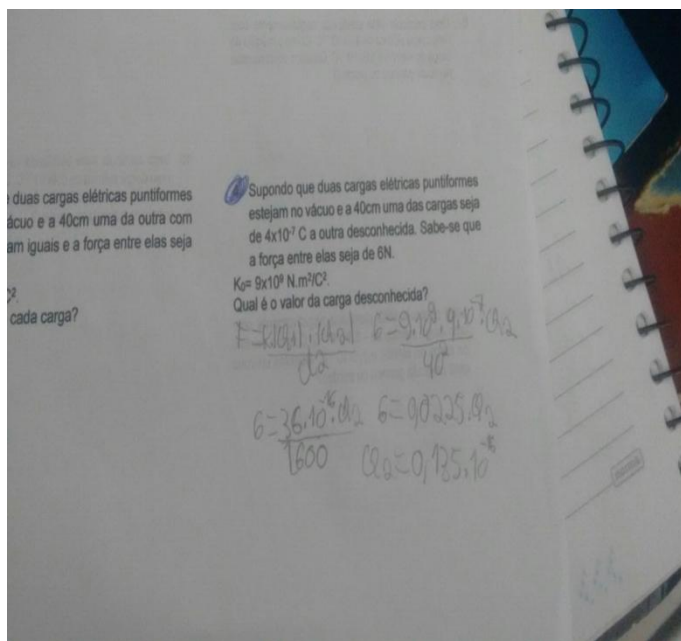 duas cargas elétricas puntiformes
ácuo e a 40cm uma da outra com
am iguais e a força entre elas seja
C².
cada carga?
Supondo que duas cargas elétricas puntiformes
estejam no vácuo e a 40cm uma das cargas seja
de 4x10⁻⁷ C a outra desconhecida. Sabe-se que
a força entre elas seja de 6N.
K₀= 9x10⁹ N.m²/C².
Qual é o valor da carga desconhecida?
F=K|Q1|.|Q2| 6=9.10⁹.4.10⁻⁷.Q2
d2 40²
6=36.10⁻¹⁶.Q2 6=0,0225.Q2
1600 Q2=0,135.10⁻¹⁶